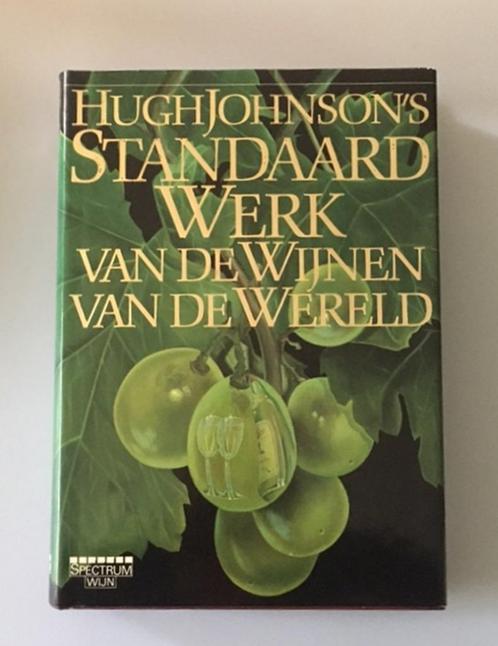 HUGH JOHNSON'S
STANDAARD
WERK
VAN DE WIJNEN
VAN DE WERELD
SPECTRUM
WIJN